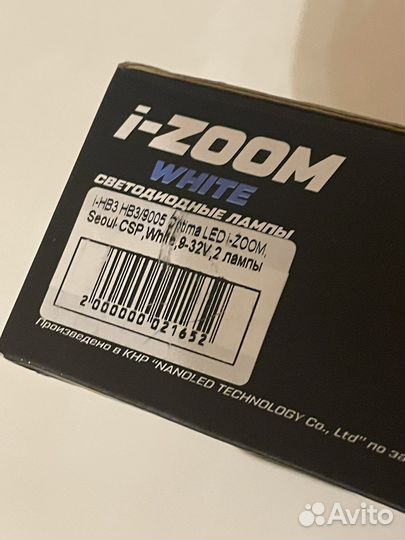 i-ZOOM
WHITE
СВЕТОДИОДНЫЕ ЛАМПЫ
i-HB3 HB3/9005 Optima LED i-ZOOM,
Seoul-CSP,White,9-32V,2 лампы
2 000000 021652
Произведено в КНР "NANOLED TECHNOLOGY Co., Ltd" по за
Avito